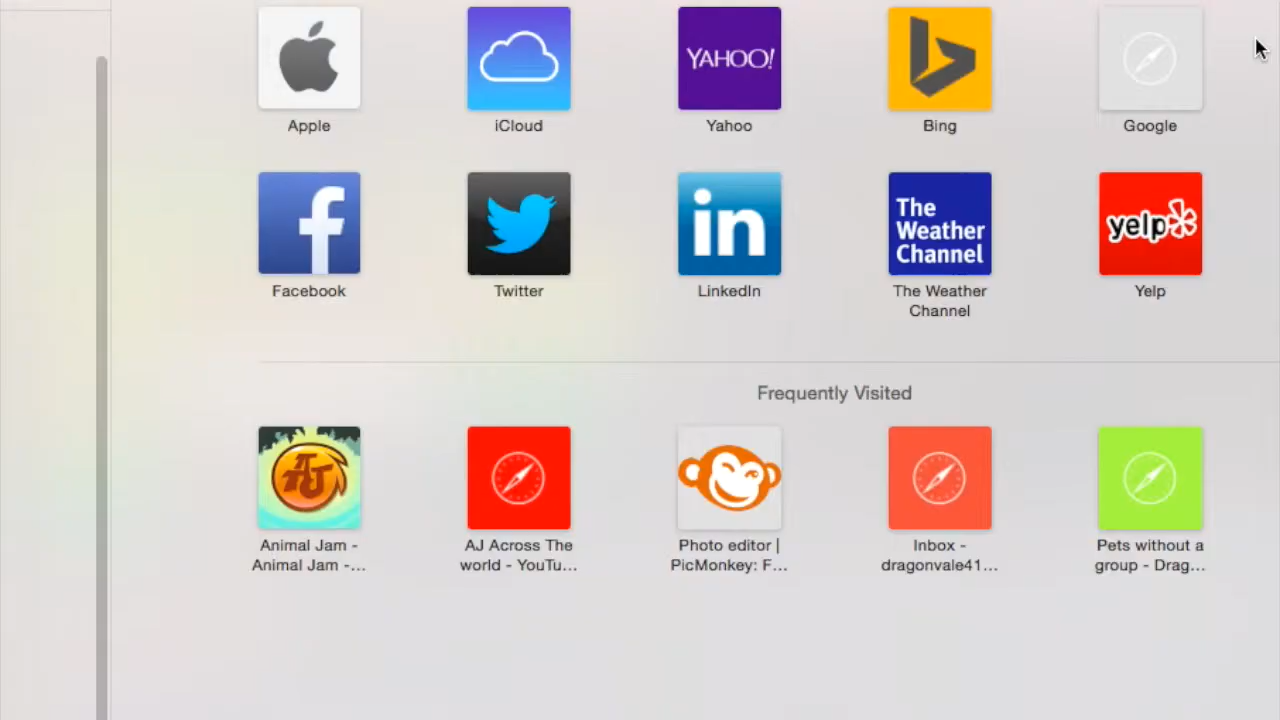 YAHOO!
Apple
iCloud
Yahoo
Bing
Google
f
in
The
Weather
Channel
yelp
Facebook
Twitter
LinkedIn
The Weather
Channel
Yelp
Frequently Visited
AJ
Animal Jam -
Animal Jam -...
AJ Across The
world - YouTu...
Photo editor |
PicMonkey: F...
Inbox -
dragonvale41...
Pets without a
group - Drag...